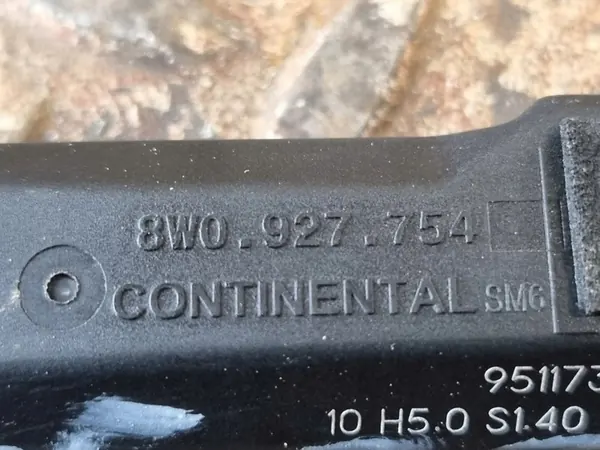 8W0.927.754
CONTINENTAL SM6
951173
10 H5.0 S1.40